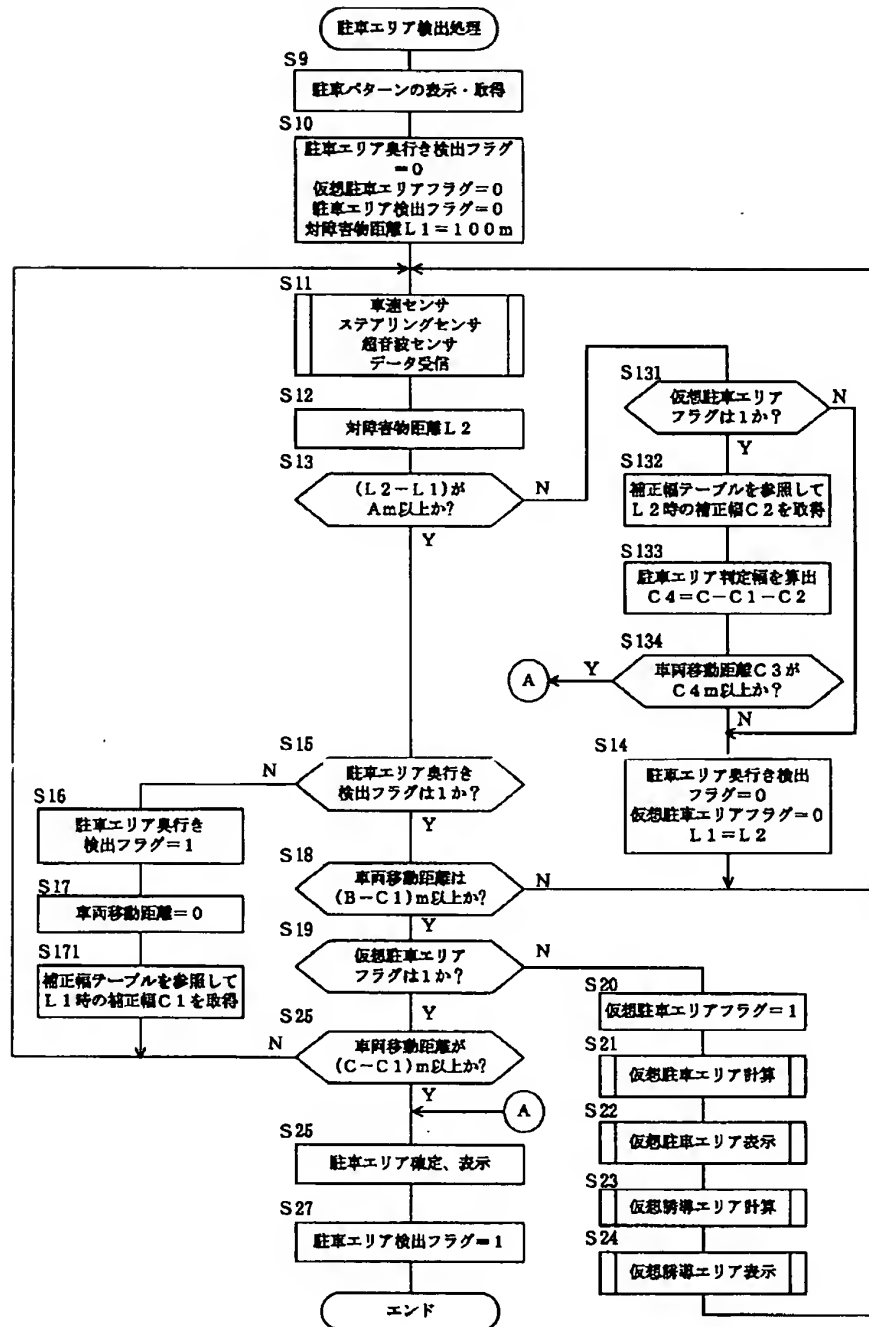 駐車エリア検出処理
S9
駐車パターンの表示・取得
S10
駐車エリア奥行き検出フラグ
=0
仮想駐車エリアフラグ=0
駐車エリア検出フラグ=0
対障害物距離L1=100m
S11
車速センサ
ステアリングセンサ
超音波センサ
データ受信
S12
対障害物距離L2
S13
(L2-L1)が
Am以上か?
N
Y
S131
仮想駐車エリア
フラグは1か?
N
Y
S132
補正幅テーブルを参照して
L2時の補正幅C2を取得
S133
駐車エリア判定幅を算出
C4=C-C1-C2
S134
車両移動距離C3が
C4m以上か?
Y
A
N
S14
駐車エリア奥行き検出
フラグ=0
仮想駐車エリアフラグ=0
L1=L2
S15
駐車エリア奥行き
検出フラグは1か?
N
Y
S16
駐車エリア奥行き
検出フラグ=1
S17
車両移動距離=0
S171
補正幅テーブルを参照して
L1時の補正幅C1を取得
S18
車両移動距離は
(B-C1)m以上か?
N
Y
S19
仮想駐車エリア
フラグは1か?
N
Y
S20
仮想駐車エリアフラグ=1
S21
仮想駐車エリア計算
S22
仮想駐車エリア表示
S23
仮想誘導エリア計算
S24
仮想誘導エリア表示
S25
車両移動距離が
(C-C1)m以上か?
N
Y
A
S25
駐車エリア確定、表示
S27
駐車エリア検出フラグ=1
エンド